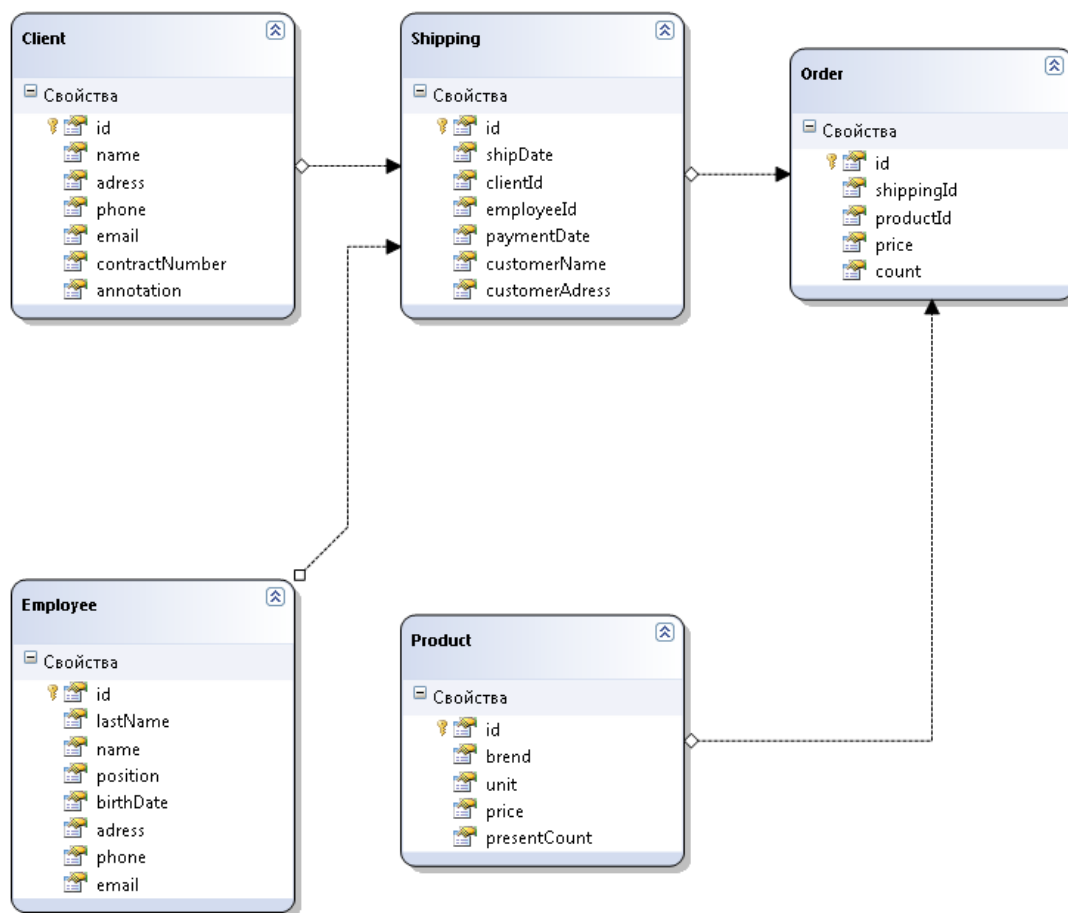 Client
Свойства
id
name
adress
phone
email
contractNumber
annotation
Shipping
Свойства
id
shipDate
clientId
employeeId
paymentDate
customerName
customerAdress
Order
Свойства
id
shippingId
productId
price
count
Employee
Свойства
id
lastName
name
position
birthDate
adress
phone
email
Product
Свойства
id
brend
unit
price
presentCount